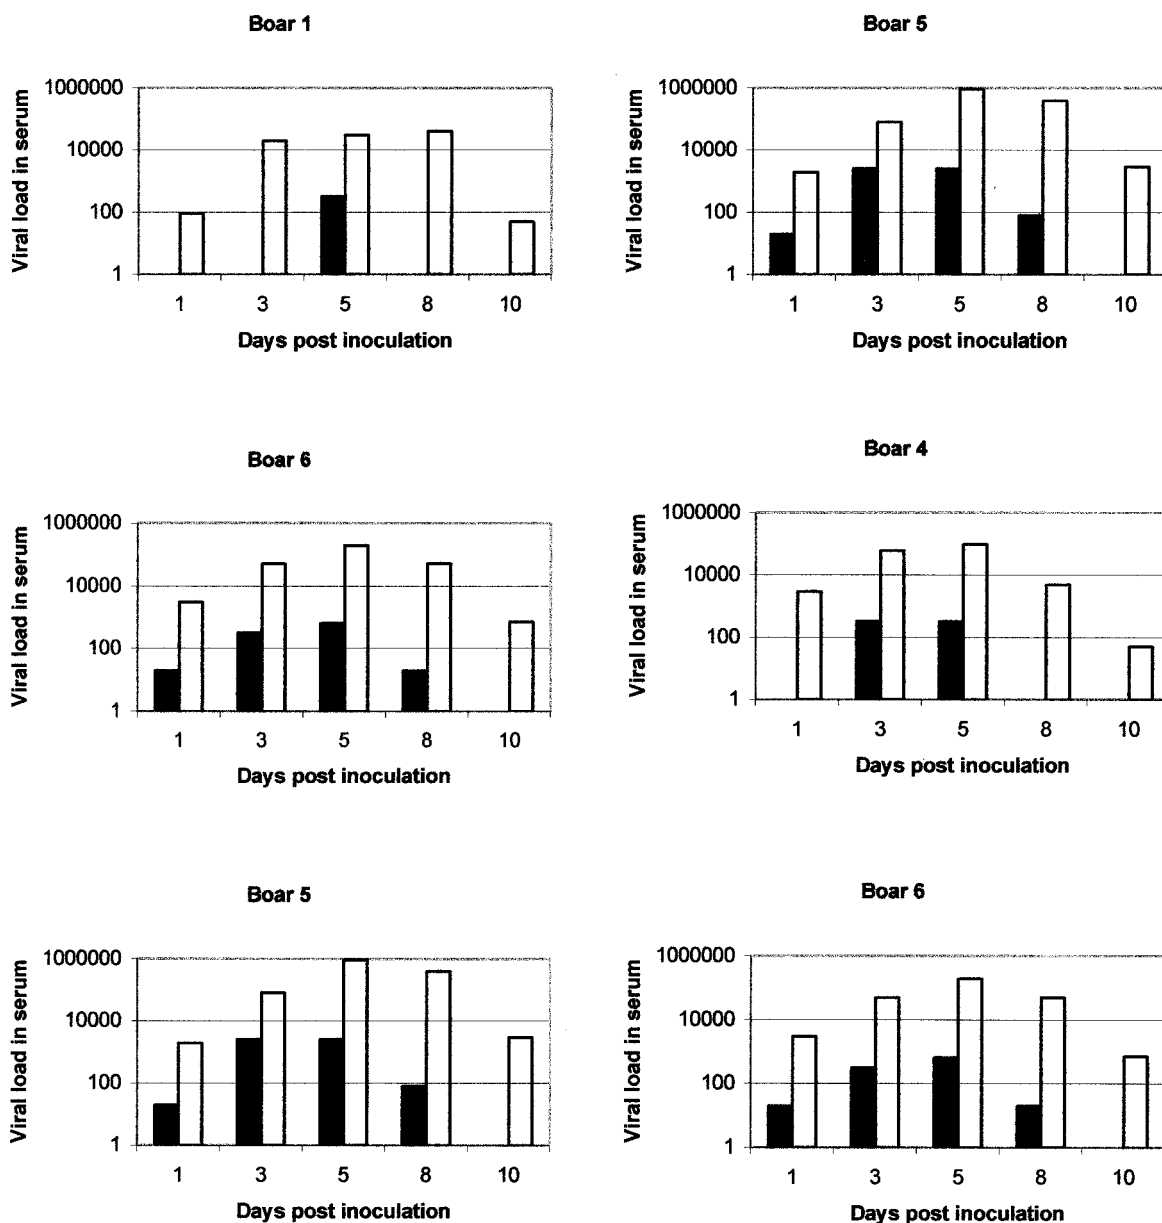 Boar 1
Viral load in serum
1000000
10000
100
1
1 3 5 8 10
Days post inoculation
Boar 5
Viral load in serum
1000000
10000
100
1
1 3 5 8 10
Days post inoculation
Boar 6
Viral load in serum
1000000
10000
100
1
1 3 5 8 10
Days post inoculation
Boar 4
Viral load in serum
1000000
10000
100
1
1 3 5 8 10
Days post inoculation
Boar 5
Viral load in serum
1000000
10000
100
1
1 3 5 8 10
Days post inoculation
Boar 6
Viral load in serum
1000000
10000
100
1
1 3 5 8 10
Days post inoculation